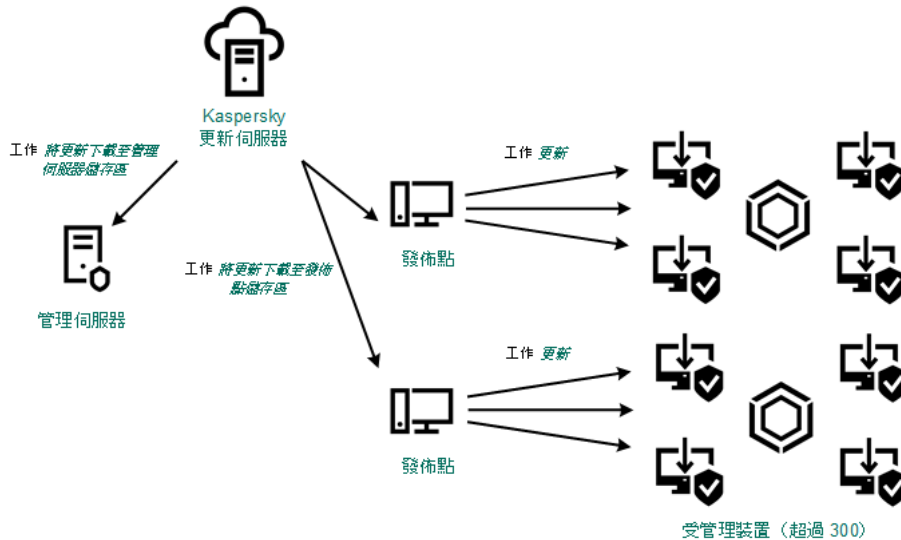 Kaspersky
更新伺服器
工作 將更新下載至管理
伺服器儲存區
工作 更新
發佈點
工作 將更新下載至發佈
點儲存區
管理伺服器
工作 更新
發佈點
受管理裝置（超過 300）